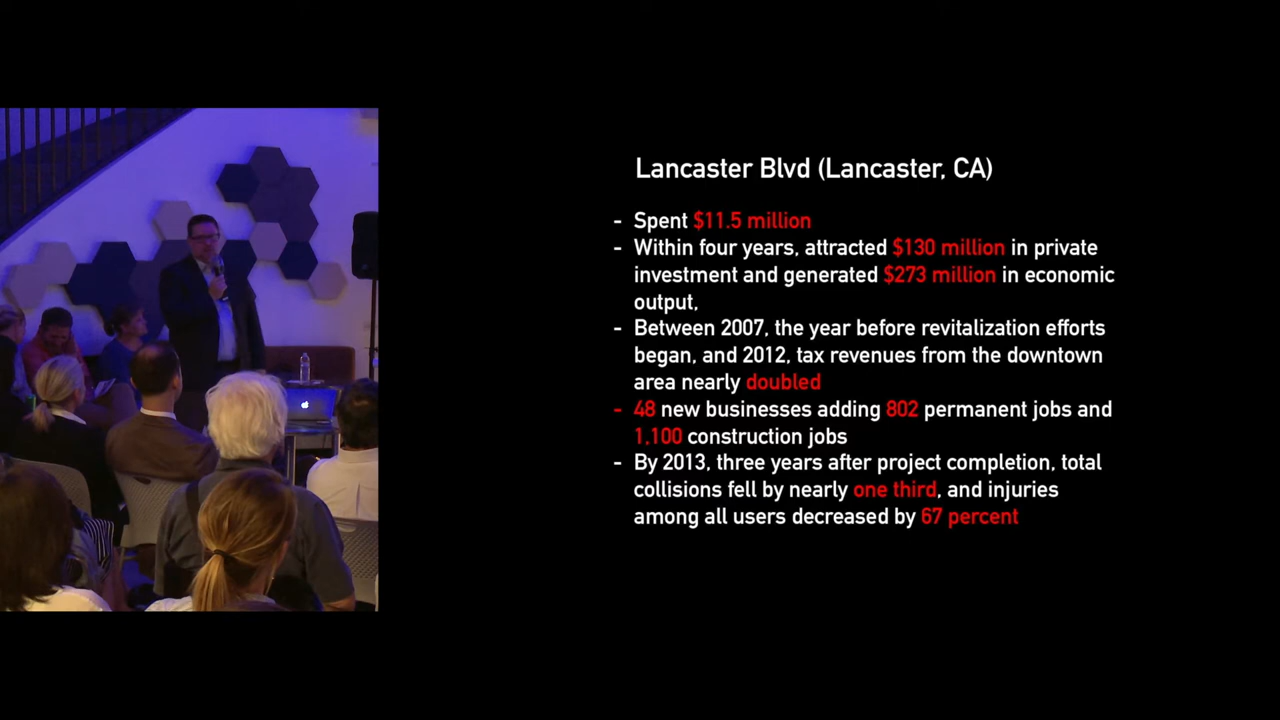 Lancaster Blvd (Lancaster, CA)
- Spent $11.5 million
- Within four years, attracted $130 million in private
investment and generated $273 million in economic
output,
- Between 2007, the year before revitalization efforts
began, and 2012, tax revenues from the downtown
area nearly doubled
- 48 new businesses adding 802 permanent jobs and
1,100 construction jobs
- By 2013, three years after project completion, total
collisions fell by nearly one third, and injuries
among all users decreased by 67 percent